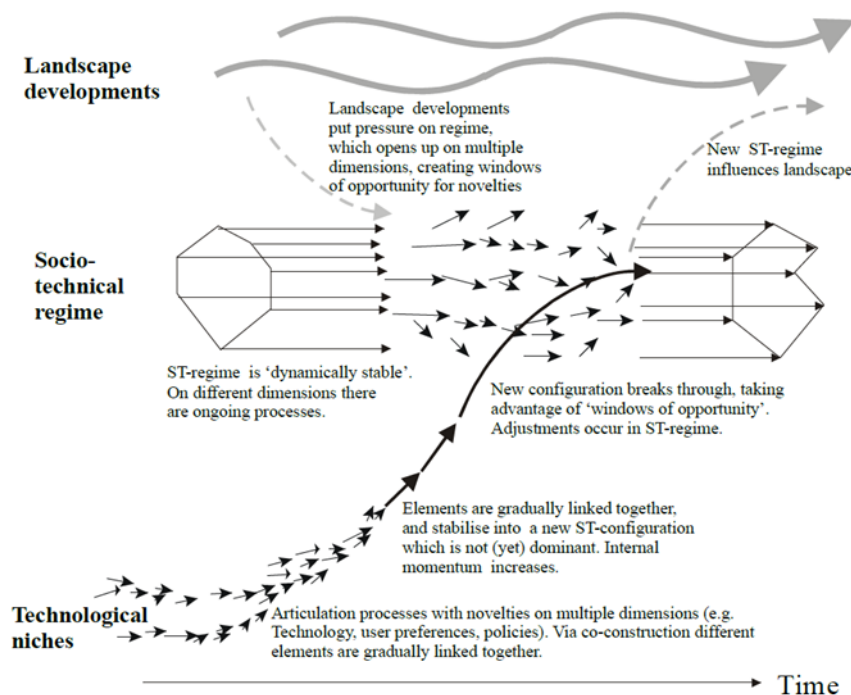 Landscape
developments
Landscape developments
put pressure on regime,
which opens up on multiple
dimensions, creating windows
of opportunity for novelties
New ST-regime
influences landscape
Socio-
technical
regime
ST-regime is ‘dynamically stable’.
On different dimensions there
are ongoing processes.
New configuration breaks through, taking
advantage of ‘windows of opportunity’.
Adjustments occur in ST-regime.
Elements are gradually linked together,
and stabilise into a new ST-configuration
which is not (yet) dominant. Internal
momentum increases.
Technological
niches
Articulation processes with novelties on multiple dimensions (e.g.
Technology, user preferences, policies). Via co-construction different
elements are gradually linked together.
Time